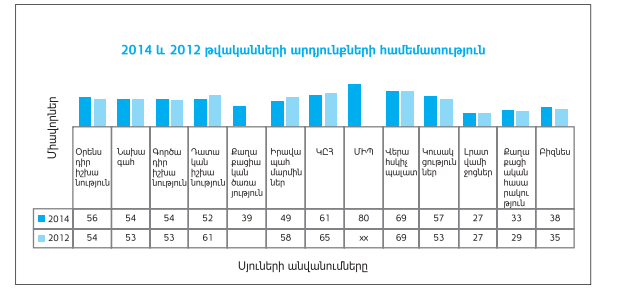 2014 և 2012 թվականների արդյունքների համեմատություն
Միավորներ
Օրենս
դիր
իշխա
նություն
Նախա
գահ
Գործա
դիր
իշխա
նություն
Դատա
կան
իշխա
նություն
Քաղա
քացիա
կան
ծառա
յություն
Իրավա
պահ
մարմին
ներ
ԿԸՀ
ՄԻՊ
Վերա
հսկիչ
պալատ
Կուսակ
ցություն
ներ
Լրատ
վամի
ջոցներ
Քաղա
քացի
ական
հասա
րակու
թյուն
Բիզնես
2014 56 54 54 52 39 49 61 80 69 57 27 33 38
2012 54 53 53 61 58 65 xx 69 53 27 29 35
Սյուների անվանումները